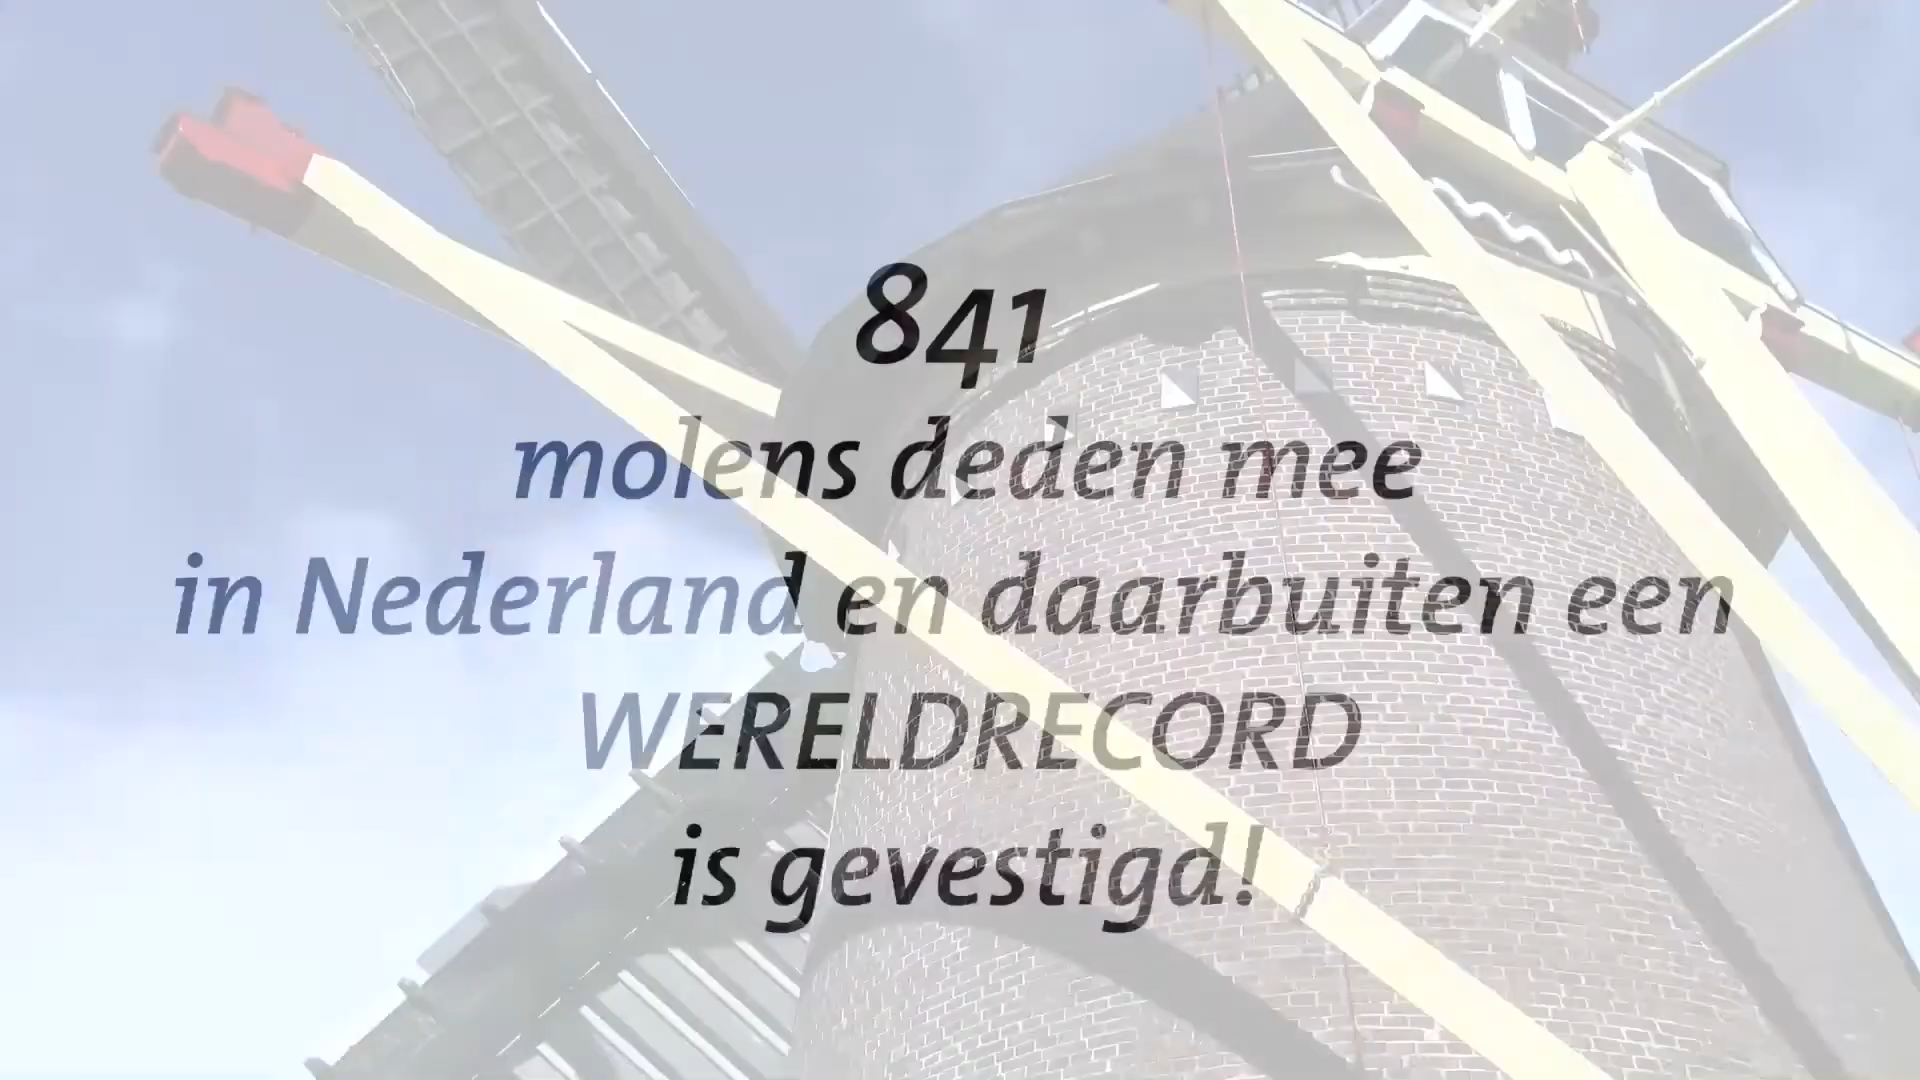 841
molens deden mee
in Nederland en daarbuiten een
WERELDRECORD
is gevestigd!